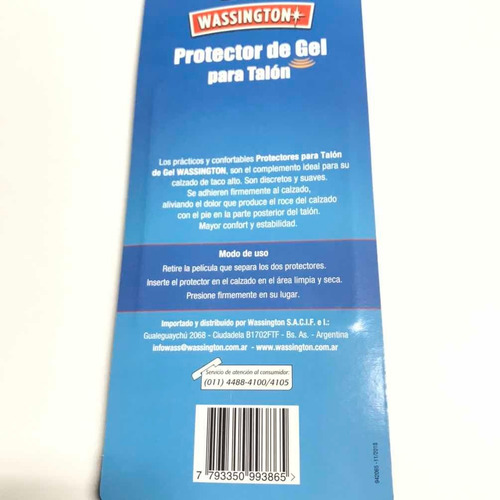 WASSINGTON
Protector de Gel
para Talón
Los prácticos y confortables Protectores para Talón
de Gel WASSINGTON, son el complemento ideal para su
calzado de taco alto. Son discretos y suaves.
Se adhieren firmemente al calzado,
aliviando el dolor que produce el roce del calzado
con el pie en la parte posterior del talón.
Mayor confort y estabilidad.
Modo de uso
Retire la película que separa los dos protectores.
Inserte el protector en el calzado en el área limpia y seca.
Presione firmemente en su lugar.
Importado y distribuido por Wassington S.A.C.I.F. e I.:
Gualeguaychú 2068 - Ciudadela B1702FTF - Bs. As. - Argentina
infowass@wassington.com.ar - www.wassington.com.ar
Servicio de atención al consumidor:
(011) 4488-4100/4105
7 793350 993865 >